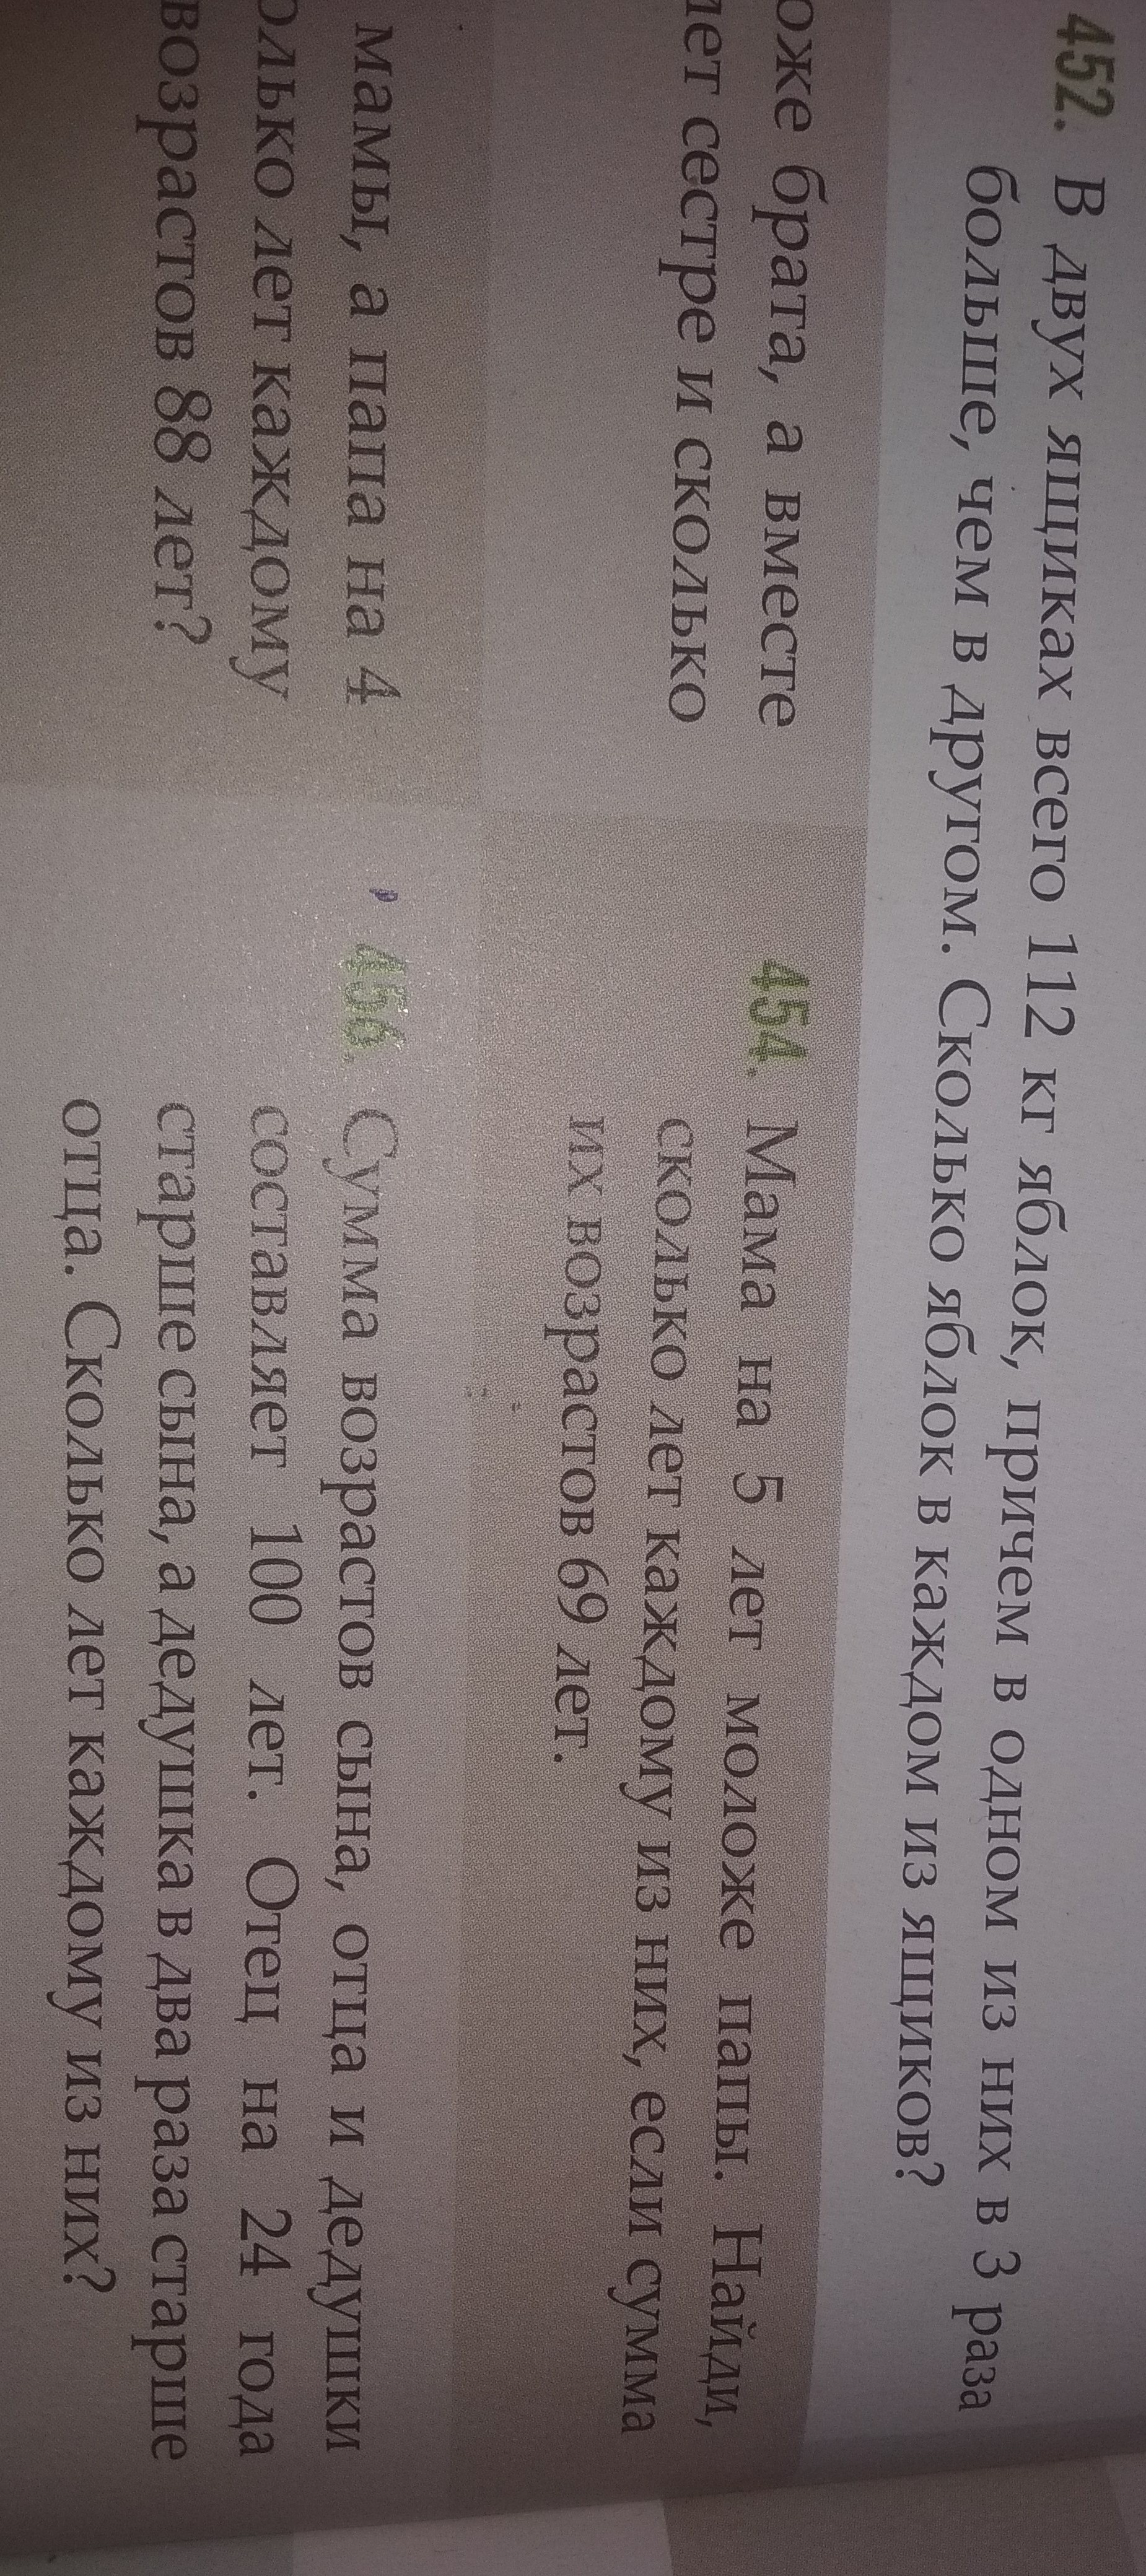 452. В двух ящиках всего 112 кг яблок, причем в одном из них в 3 раза
больше, чем в другом. Сколько яблок в каждом из ящиков?
оже брата, а вместе
лет сестре и сколько
454. Мама на 5 лет моложе папы. Найди,
сколько лет каждому из них, если сумма
их возрастов 69 лет.
мамы, а папа на 4
олько лет каждому
возрастов 88 лет?
456. Сумма возрастов сына, отца и дедушки
составляет 100 лет. Отец на 24 года
старше сына, а дедушка в два раза старше
отца. Сколько лет каждому из них?